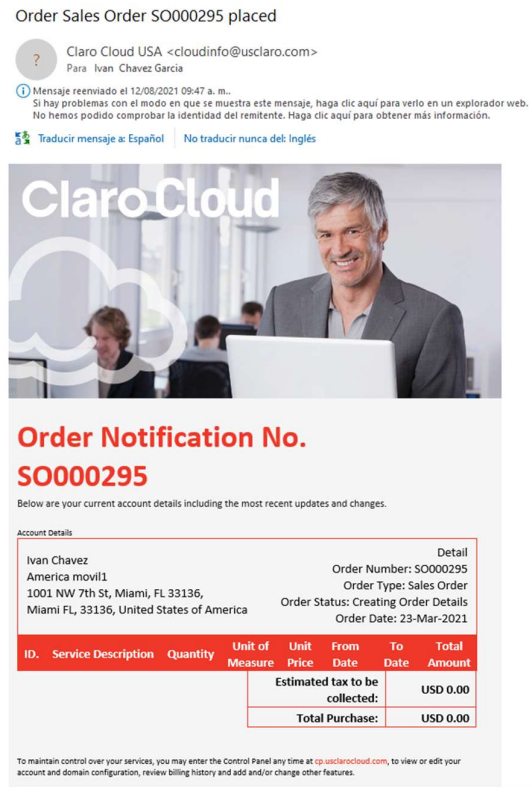 Order Sales Order SO000295 placed
?
Claro Cloud USA <cloudinfo@usclaro.com>
Para Ivan Chavez Garcia
Mensaje reenviado el 12/08/2021 09:47 a. m..
Si hay problemas con el modo en que se muestra este mensaje, haga clic aquí para verlo en un explorador web.
No hemos podido comprobar la identidad del remitente. Haga clic aquí para obtener más información.
Traducir mensaje a: Español No traducir nunca del: Inglés
Claro Cloud
Order Notification No.
SO000295
Below are your current account details including the most recent updates and changes.
Account Details
Ivan Chavez
America movil1
1001 NW 7th St, Miami, FL 33136,
Miami FL, 33136, United States of America
Detail
Order Number: SO000295
Order Type: Sales Order
Order Status: Creating Order Details
Order Date: 23-Mar-2021
ID. Service Description Quantity Unit of Measure Unit Price From Date To Date Total Amount
Estimated tax to be collected: USD 0.00
Total Purchase: USD 0.00
To maintain control over your services, you may enter the Control Panel any time at cp.usclarocloud.com, to view or edit your
account and domain configuration, review billing history and add and/or change other features.